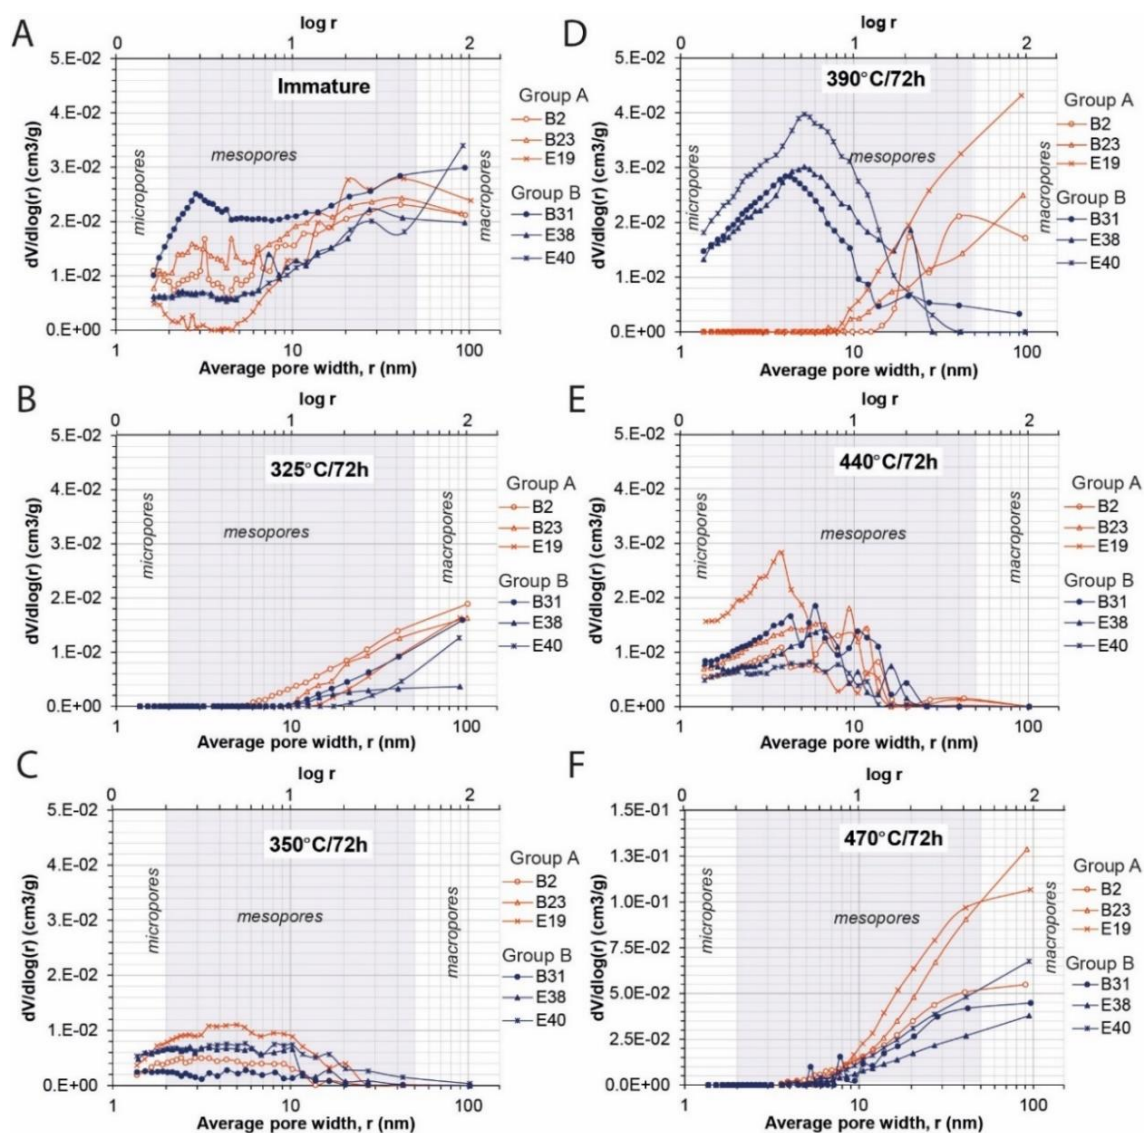 A
log r
0 1 2
5.E-02
4.E-02
3.E-02
2.E-02
1.E-02
0.E+00
dV/dlog(r) (cm3/g)
Immature
micropores
mesopores
macropores
Group A
B2
B23
E19
Group B
B31
E38
E40
1 10 100
Average pore width, r (nm)
B
log r
0 1 2
5.E-02
4.E-02
3.E-02
2.E-02
1.E-02
0.E+00
dV/dlog(r) (cm3/g)
325°C/72h
micropores
mesopores
macropores
Group A
B2
B23
E19
Group B
B31
E38
E40
1 10 100
Average pore width, r (nm)
C
log r
0 1 2
5.E-02
4.E-02
3.E-02
2.E-02
1.E-02
0.E+00
dV/dlog(r) (cm3/g)
350°C/72h
micropores
mesopores
macropores
Group A
B2
B23
E19
Group B
B31
E38
E40
1 10 100
Average pore width, r (nm)
D
log r
0 1 2
5.E-02
4.E-02
3.E-02
2.E-02
1.E-02
0.E+00
dV/dlog(r) (cm3/g)
390°C/72h
micropores
mesopores
macropores
Group A
B2
B23
E19
Group B
B31
E38
E40
1 10 100
Average pore width, r (nm)
E
log r
0 1 2
5.E-02
4.E-02
3.E-02
2.E-02
1.E-02
0.E+00
dV/dlog(r) (cm3/g)
440°C/72h
micropores
mesopores
macropores
Group A
B2
B23
E19
Group B
B31
E38
E40
1 10 100
Average pore width, r (nm)
F
log r
0 1 2
1.5E-01
1.3E-01
1.0E-01
7.5E-02
5.0E-02
2.5E-02
0.0E+00
dV/dlog(r) (cm3/g)
470°C/72h
micropores
mesopores
macropores
Group A
B2
B23
E19
Group B
B31
E38
E40
1 10 100
Average pore width, r (nm)